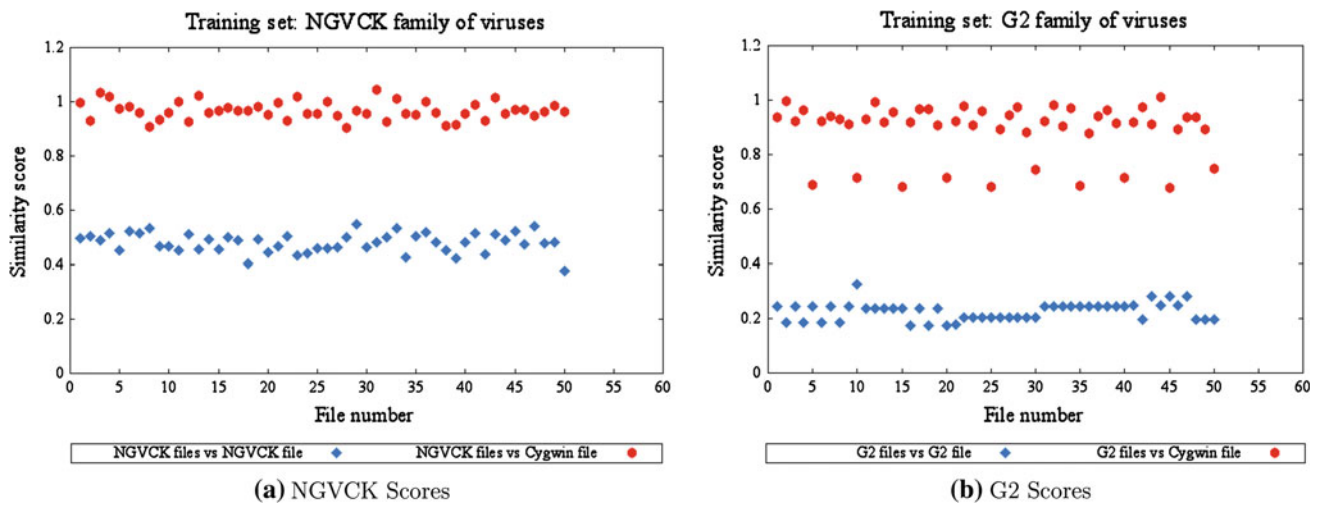 Training set: NGVCK family of viruses
1.2
1
0.8
0.6
0.4
0.2
0
Similarity score
0 5 10 15 20 25 30 35 40 45 50 60
File number
NGVCK files vs NGVCK file NGVCK files vs Cygwin file
(a) NGVCK Scores
Training set: G2 family of viruses
1.2
1
0.8
0.6
0.4
0.2
0
Similarity score
0 5 10 15 20 25 30 35 40 45 50 60
File number
G2 files vs G2 file G2 files vs Cygwin file
(b) G2 Scores